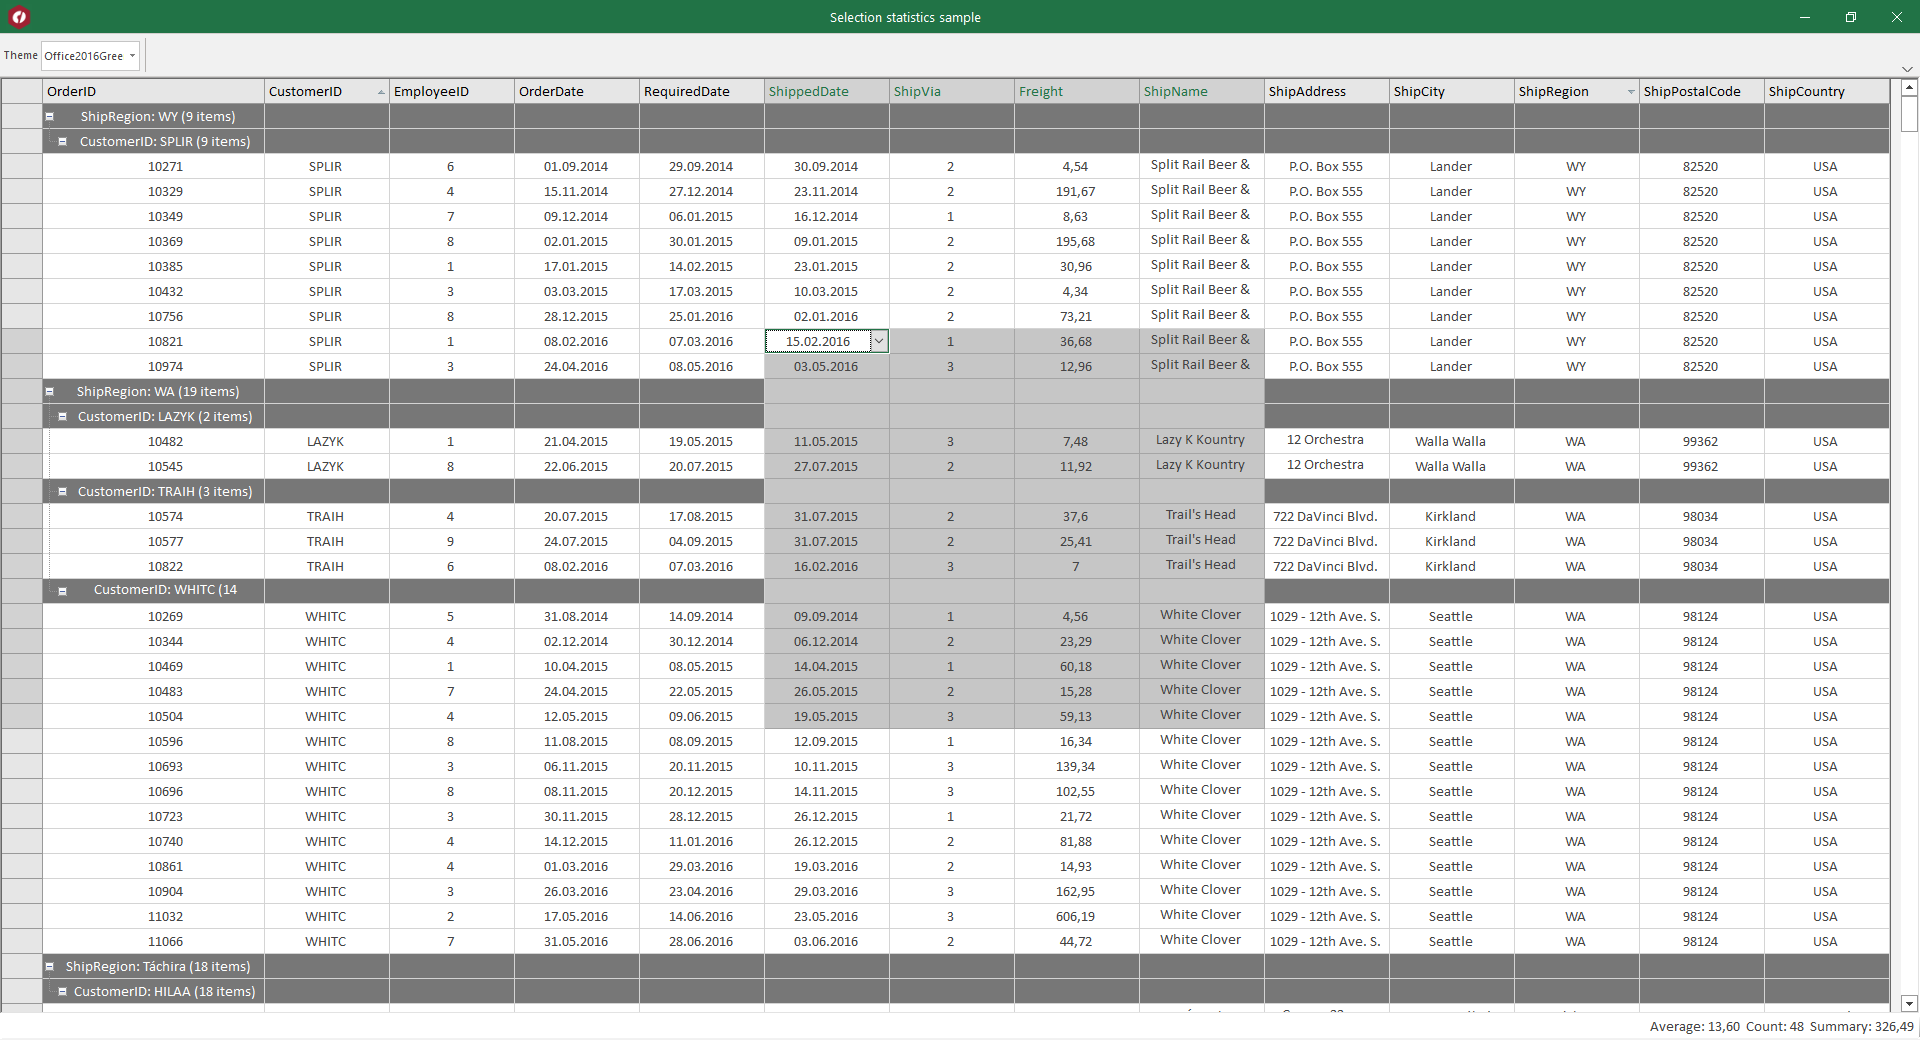 Selection statistics sample
Theme Office2016Gree
OrderID CustomerID EmployeeID OrderDate RequiredDate ShippedDate ShipVia Freight ShipName ShipAddress ShipCity ShipRegion ShipPostalCode ShipCountry
ShipRegion: WY (9 items)
CustomerID: SPLIR (9 items)
10271 SPLIR 6 01.09.2014 29.09.2014 30.09.2014 2 4,54 Split Rail Beer & P.O. Box 555 Lander WY 82520 USA
10329 SPLIR 4 15.11.2014 27.12.2014 23.11.2014 2 191,67 Split Rail Beer & P.O. Box 555 Lander WY 82520 USA
10349 SPLIR 7 09.12.2014 06.01.2015 16.12.2014 1 8,63 Split Rail Beer & P.O. Box 555 Lander WY 82520 USA
10369 SPLIR 8 02.01.2015 30.01.2015 09.01.2015 2 195,68 Split Rail Beer & P.O. Box 555 Lander WY 82520 USA
10385 SPLIR 1 17.01.2015 14.02.2015 23.01.2015 2 30,96 Split Rail Beer & P.O. Box 555 Lander WY 82520 USA
10432 SPLIR 3 03.03.2015 17.03.2015 10.03.2015 2 4,34 Split Rail Beer & P.O. Box 555 Lander WY 82520 USA
10756 SPLIR 8 28.12.2015 25.01.2016 02.01.2016 2 73,21 Split Rail Beer & P.O. Box 555 Lander WY 82520 USA
10821 SPLIR 1 08.02.2016 07.03.2016 15.02.2016 1 36,68 Split Rail Beer & P.O. Box 555 Lander WY 82520 USA
10974 SPLIR 3 24.04.2016 08.05.2016 03.05.2016 3 12,96 Split Rail Beer & P.O. Box 555 Lander WY 82520 USA
ShipRegion: WA (19 items)
CustomerID: LAZYK (2 items)
10482 LAZYK 1 21.04.2015 19.05.2015 11.05.2015 3 7,48 Lazy K Kountry 12 Orchestra Walla Walla WA 99362 USA
10545 LAZYK 8 22.06.2015 20.07.2015 27.07.2015 2 11,92 Lazy K Kountry 12 Orchestra Walla Walla WA 99362 USA
CustomerID: TRAIH (3 items)
10574 TRAIH 4 20.07.2015 17.08.2015 31.07.2015 2 37,6 Trail's Head 722 DaVinci Blvd. Kirkland WA 98034 USA
10577 TRAIH 9 24.07.2015 04.09.2015 31.07.2015 2 25,41 Trail's Head 722 DaVinci Blvd. Kirkland WA 98034 USA
10822 TRAIH 6 08.02.2016 07.03.2016 16.02.2016 3 7 Trail's Head 722 DaVinci Blvd. Kirkland WA 98034 USA
CustomerID: WHITC (14
10269 WHITC 5 31.08.2014 14.09.2014 09.09.2014 1 4,56 White Clover 1029 - 12th Ave. S. Seattle WA 98124 USA
10344 WHITC 4 02.12.2014 30.12.2014 06.12.2014 2 23,29 White Clover 1029 - 12th Ave. S. Seattle WA 98124 USA
10469 WHITC 1 10.04.2015 08.05.2015 14.04.2015 1 60,18 White Clover 1029 - 12th Ave. S. Seattle WA 98124 USA
10483 WHITC 7 24.04.2015 22.05.2015 26.05.2015 2 15,28 White Clover 1029 - 12th Ave. S. Seattle WA 98124 USA
10504 WHITC 4 12.05.2015 09.06.2015 19.05.2015 3 59,13 White Clover 1029 - 12th Ave. S. Seattle WA 98124 USA
10596 WHITC 8 11.08.2015 08.09.2015 12.09.2015 1 16,34 White Clover 1029 - 12th Ave. S. Seattle WA 98124 USA
10693 WHITC 3 06.11.2015 20.11.2015 10.11.2015 3 139,34 White Clover 1029 - 12th Ave. S. Seattle WA 98124 USA
10696 WHITC 8 08.11.2015 20.12.2015 14.11.2015 3 102,55 White Clover 1029 - 12th Ave. S. Seattle WA 98124 USA
10723 WHITC 3 30.11.2015 28.12.2015 26.12.2015 1 21,72 White Clover 1029 - 12th Ave. S. Seattle WA 98124 USA
10740 WHITC 4 14.12.2015 11.01.2016 26.12.2015 2 81,88 White Clover 1029 - 12th Ave. S. Seattle WA 98124 USA
10861 WHITC 4 01.03.2016 29.03.2016 19.03.2016 2 14,93 White Clover 1029 - 12th Ave. S. Seattle WA 98124 USA
10904 WHITC 3 26.03.2016 23.04.2016 29.03.2016 3 162,95 White Clover 1029 - 12th Ave. S. Seattle WA 98124 USA
11032 WHITC 2 17.05.2016 14.06.2016 23.05.2016 3 606,19 White Clover 1029 - 12th Ave. S. Seattle WA 98124 USA
11066 WHITC 7 31.05.2016 28.06.2016 03.06.2016 2 44,72 White Clover 1029 - 12th Ave. S. Seattle WA 98124 USA
ShipRegion: Táchira (18 items)
CustomerID: HILAA (18 items)
Average: 13,60 Count: 48 Summary: 326,49